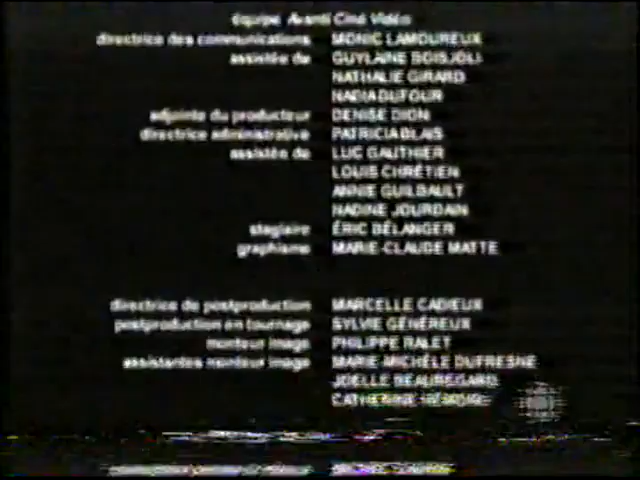 équipe Avanti Ciné Vidéo
directrice des communications MONIC LAMOUREUX
assistée de GUYLAINE BOISJOLI
NATHALIE GIRARD
NADIA DUFOUR
adjointe du producteur DENISE DION
directrice administrative PATRICIA BLAIS
assistée de LUC GAUTHIER
LOUIS CHRÉTIEN
ANNIE GUILBAULT
NADINE JOURDAIN
stagiaire ÉRIC BÉLANGER
graphisme MARIE-CLAUDE MATTE
directrice de postproduction MARCELLE CADIEUX
postproduction en tournage SYLVIE GÉNÉREUX
monteur image PHILIPPE RALET
assistantes monteur image MARIE-MICHÈLE DUFRESNE
JOËLLE BEAUREGARD
CATHERINE